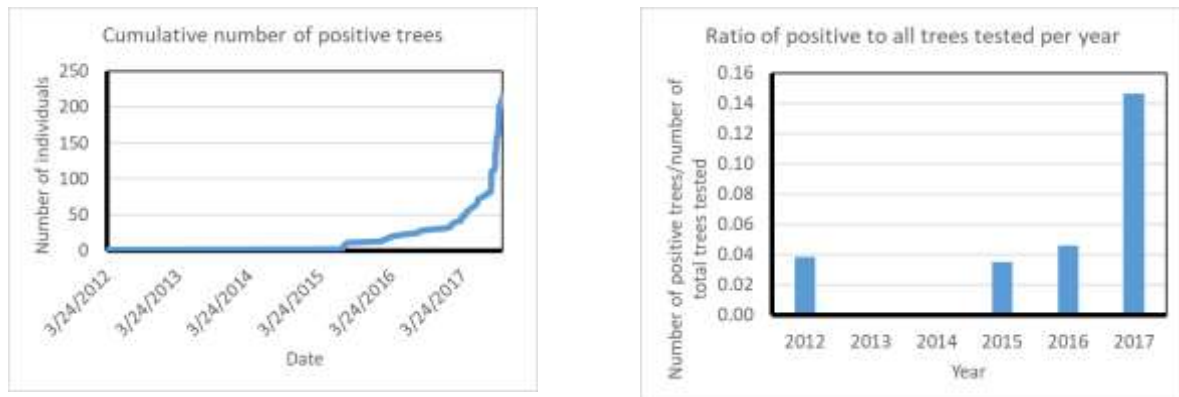 Cumulative number of positive trees
Number of individuals
250
200
150
100
50
0
3/24/2012
3/24/2013
3/24/2014
3/24/2015
3/24/2016
3/24/2017
Date
Ratio of positive to all trees tested per year
Number of positive trees/number of
total trees tested
0.16
0.14
0.12
0.10
0.08
0.06
0.04
0.02
0.00
2012 2013 2014 2015 2016 2017
Year